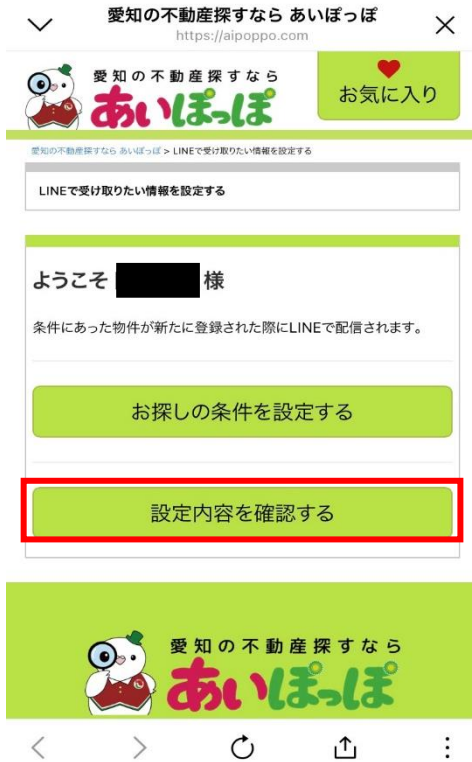 愛知の不動産探すなら あいぽっぽ
https://aipoppo.com
愛知の不動産探すなら
あいぽっぽ
お気に入り
愛知の不動産探すなら あいぽっぽ > LINEで受け取りたい情報を設定する
LINEで受け取りたい情報を設定する
ようこそ 様
条件にあった物件が新たに登録された際にLINEで配信されます。
お探しの条件を設定する
設定内容を確認する
愛知の不動産探すなら
あいぽっぽ